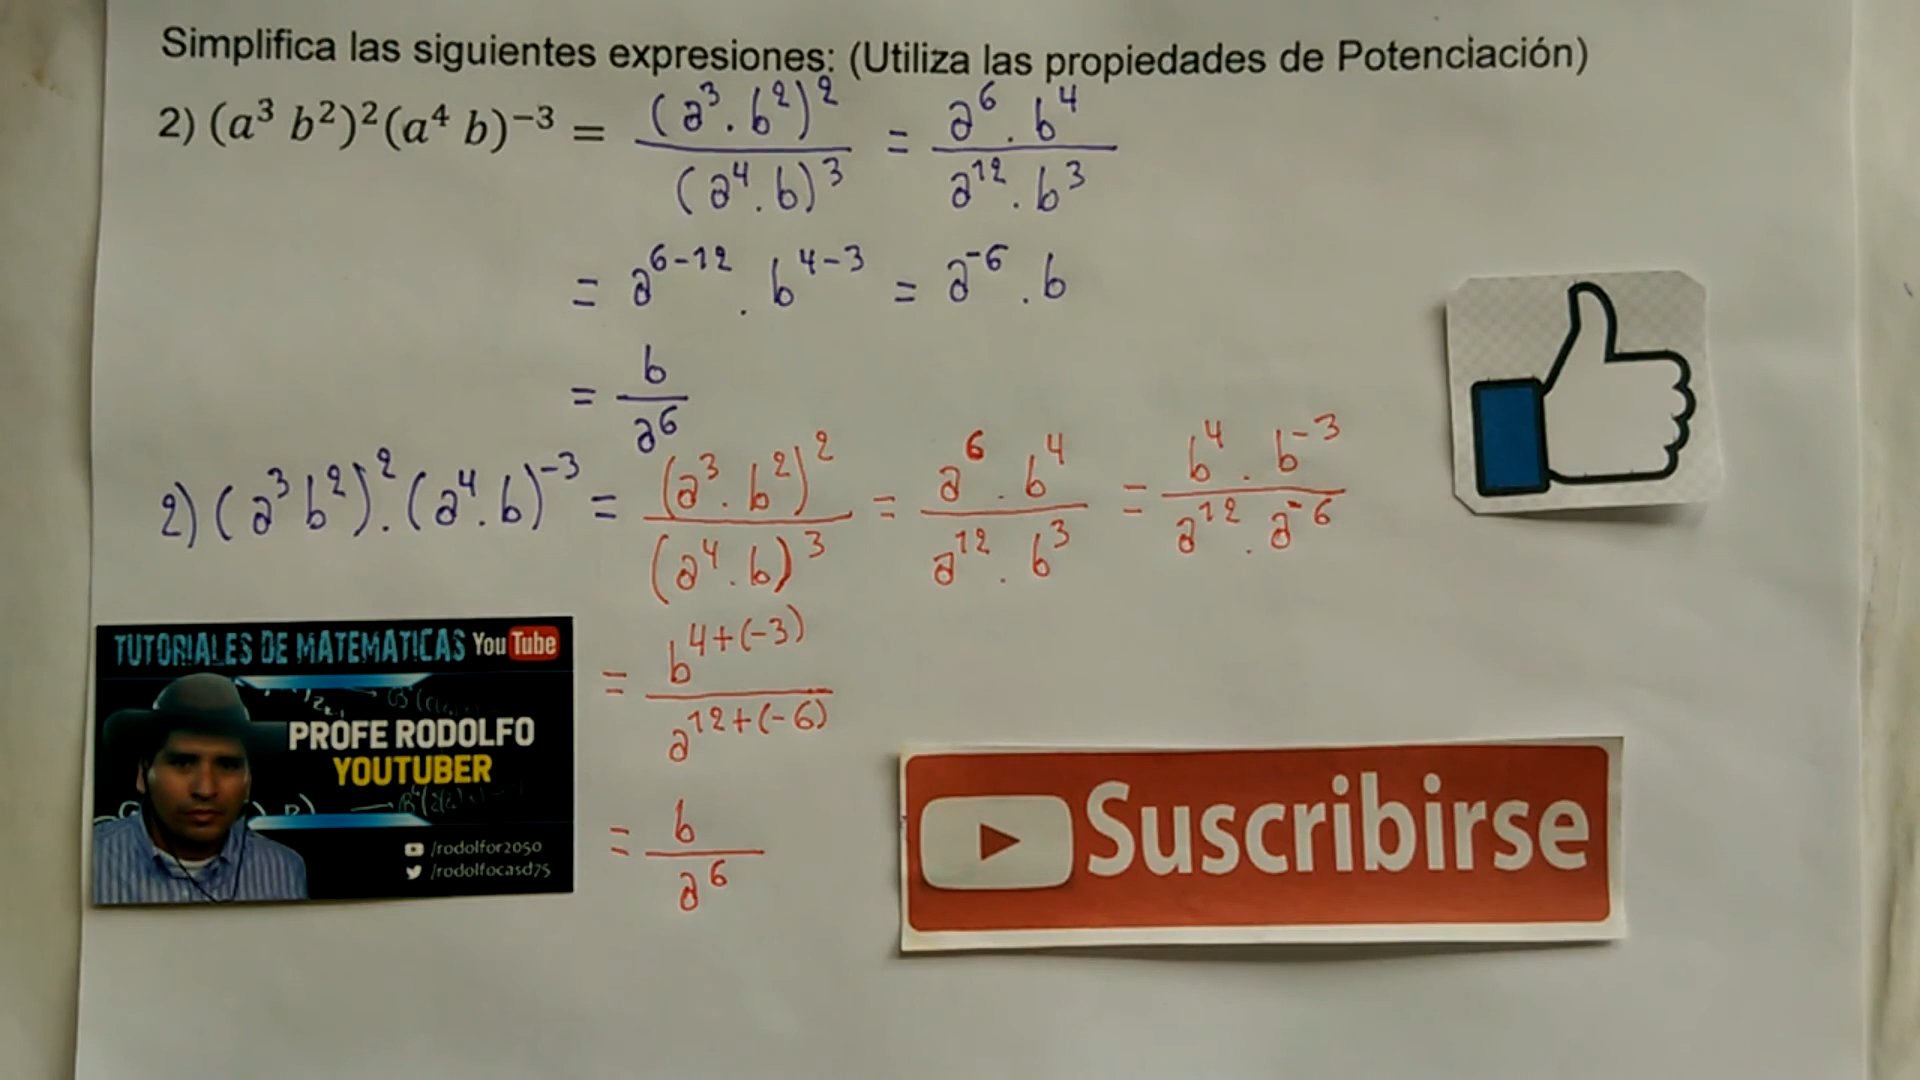 Simplifica las siguientes expresiones: (Utiliza las propiedades de Potenciación)
2) (a³ b²)²(a⁴ b)⁻³ = (a³ . b²)² / (a⁴ . b)³ = a⁶ . b⁴ / a¹² . b³
= a⁶⁻¹² . b⁴⁻³ = a⁻⁶ . b
= b / a⁶
2) (a³ b²)² . (a⁴ . b)⁻³ = (a³ . b²)² / (a⁴ . b)³ = a⁶ . b⁴ / a¹² . b³ = b⁴ . b⁻³ / a¹² . a⁻⁶
= b⁴⁺⁽⁻³⁾ / a¹²⁺⁽⁻⁶⁾
= b / a⁶
TUTORIALES DE MATEMATICAS YouTube
PROFE RODOLFO
YOUTUBER
/rodolfor2050
/rodolfocasd75
Suscribirse